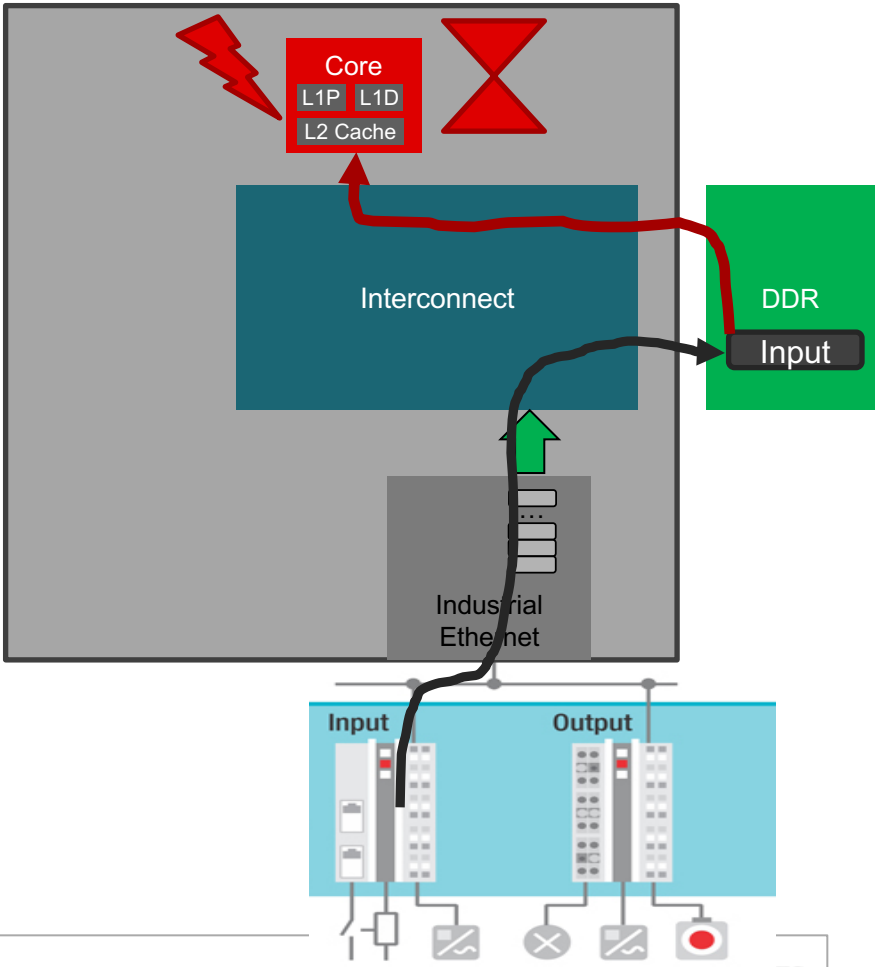 Core
L1P L1D
L2 Cache
Interconnect
DDR
Input
...
Industrial
Ethernet
Input
Output